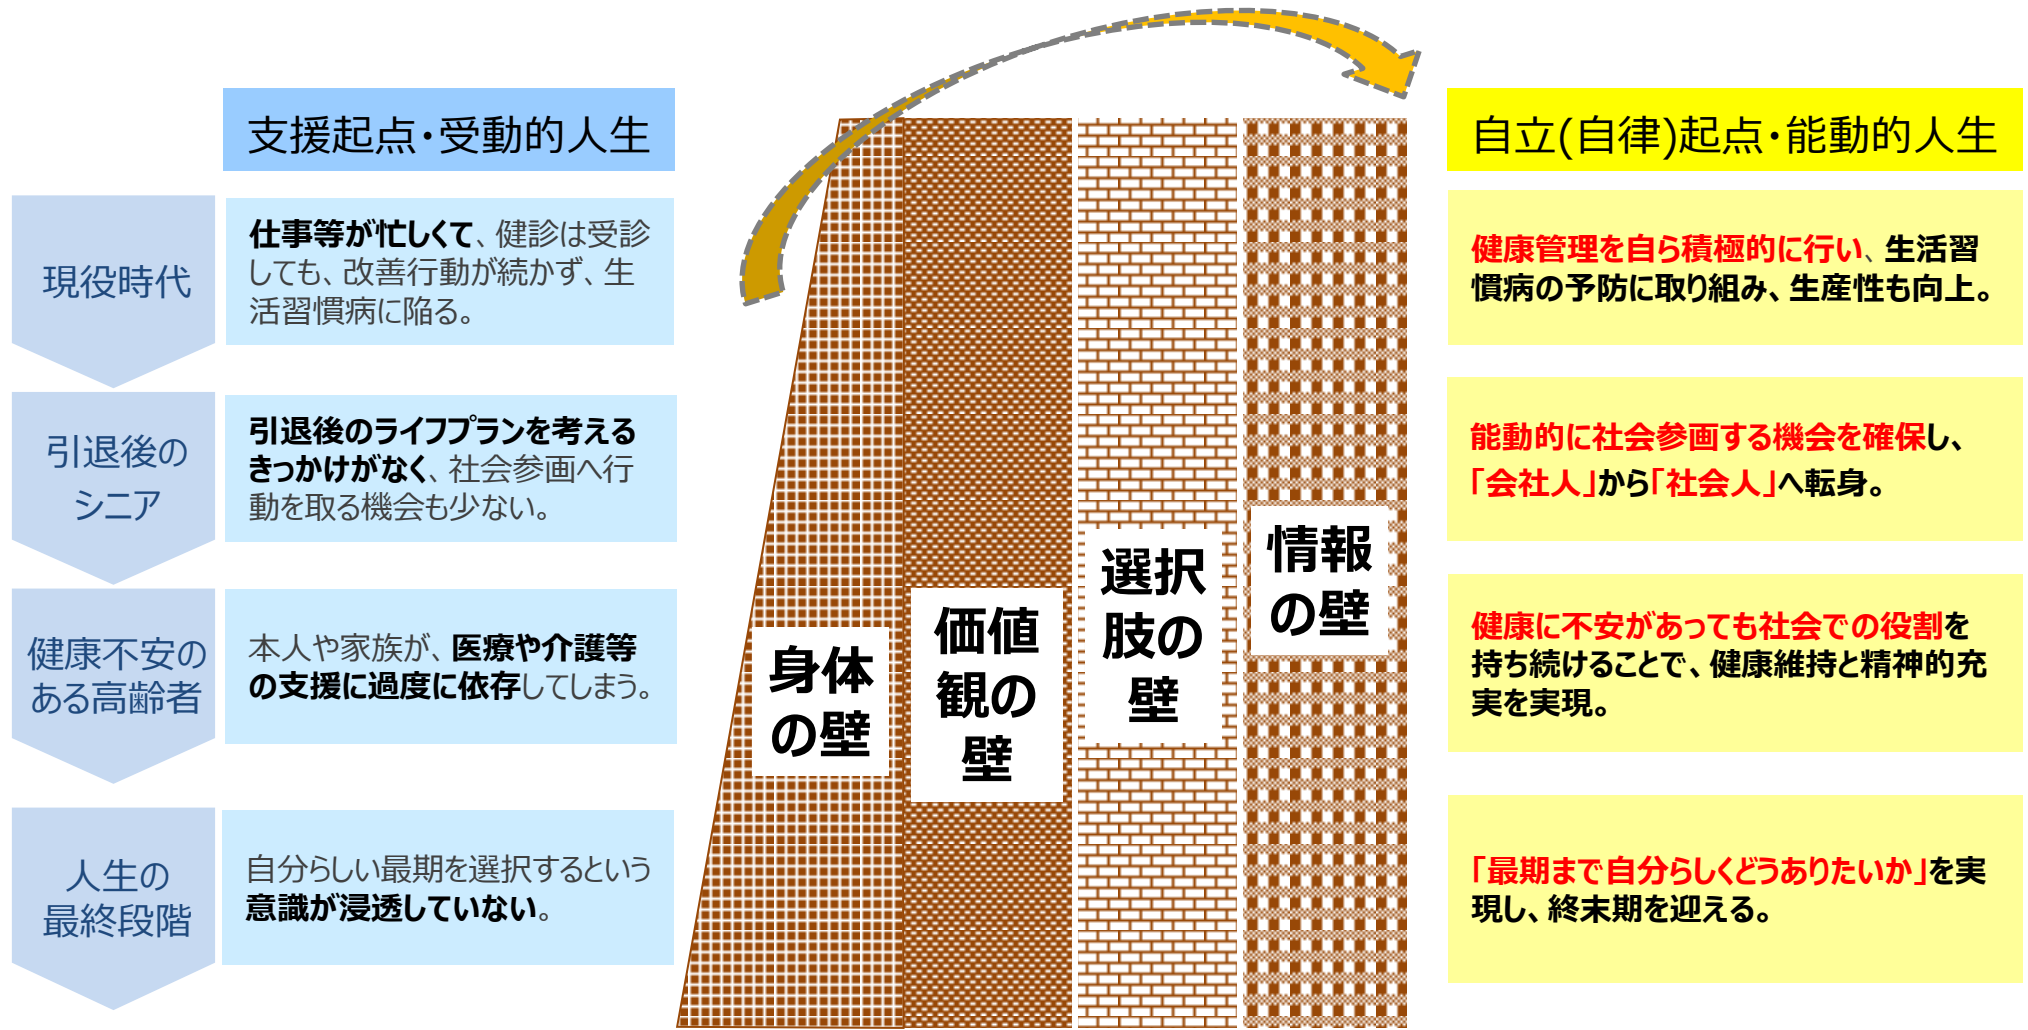 支援起点・受動的人生
自立(自律)起点・能動的人生
現役時代
仕事等が忙しくて、健診は受診
しても、改善行動が続かず、生
活習慣病に陥る。
健康管理を自ら積極的に行い、生活習
慣病の予防に取り組み、生産性も向上。
引退後の
シニア
引退後のライフプランを考える
きっかけがなく、社会参画へ行
動を取る機会も少ない。
能動的に社会参画する機会を確保し、
「会社人」から「社会人」へ転身。
健康不安の
ある高齢者
本人や家族が、医療や介護等
の支援に過度に依存してしまう。
健康に不安があっても社会での役割を
持ち続けることで、健康維持と精神的充
実を実現。
人生の
最終段階
自分らしい最期を選択するという
意識が浸透していない。
「最期まで自分らしくどうありたいか」を実
現し、終末期を迎える。
身体
の壁
価値
観の
壁
選択
肢の
壁
情報
の壁